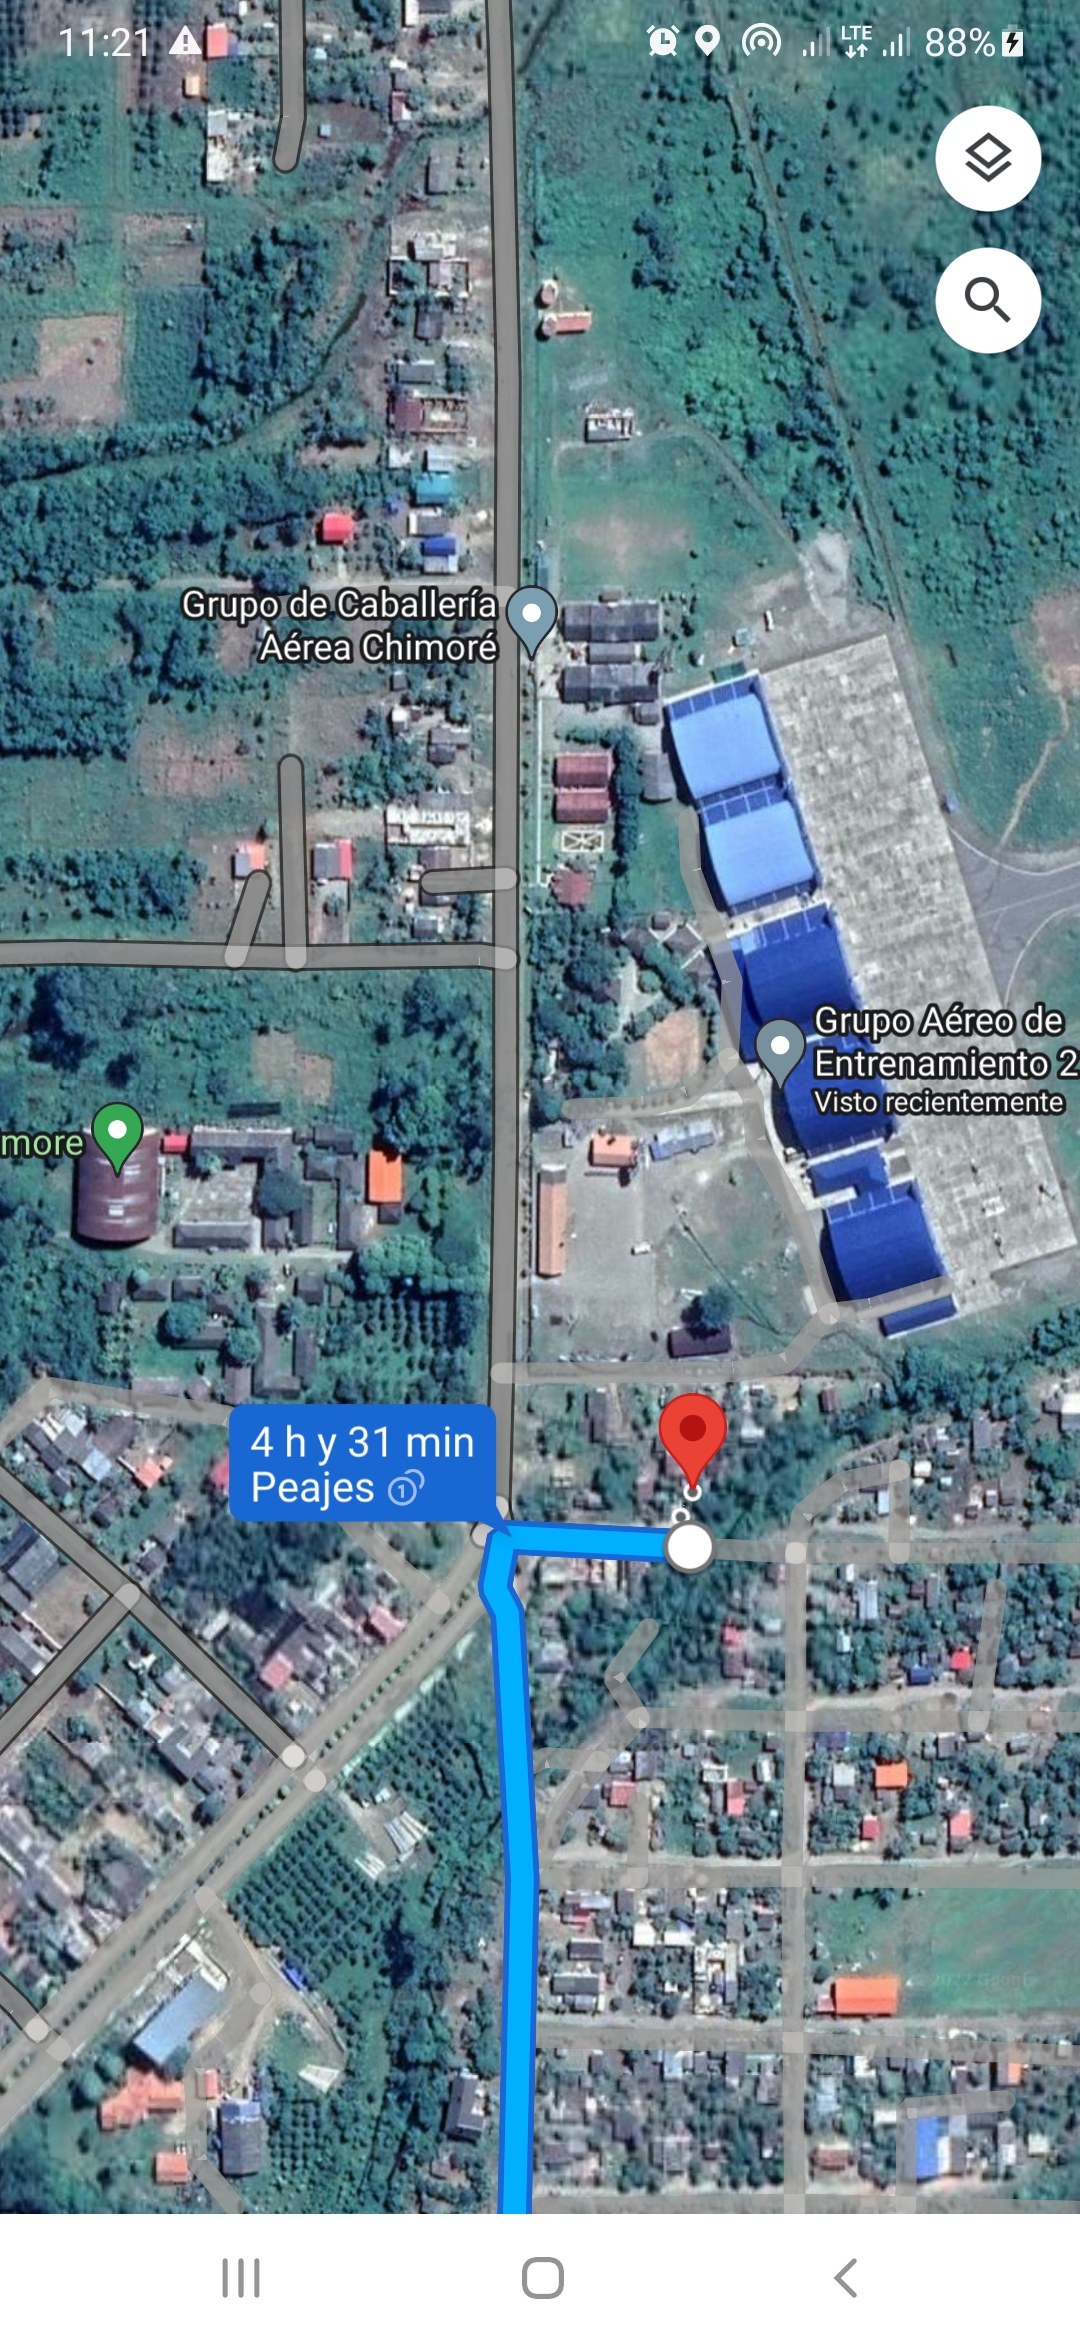 11:21
LTE
88%
Grupo de Caballería
Aérea Chimoré
Grupo Aéreo de
Entrenamiento 2
Visto recientemente
more
4 h y 31 min
Peajes